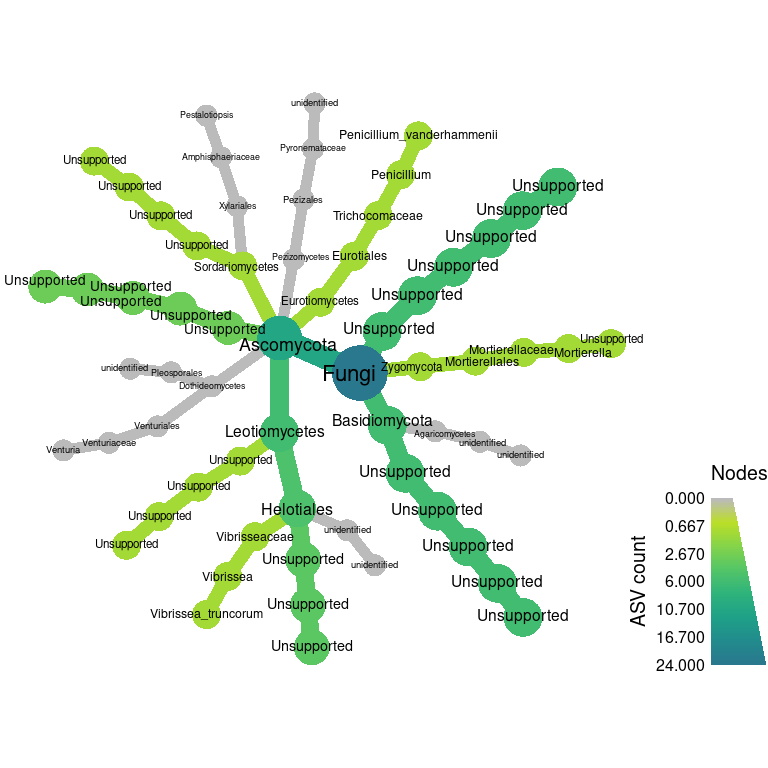 unidentified
Pestalotiopsis
Penicillium_vanderhammenii
Pyronemataceae
Amphisphaeriaceae
Unsupported
Penicillium
Unsupported
Unsupported
Pezizales
Xylariales
Unsupported
Trichocomaceae
Unsupported
Unsupported
Unsupported
Pezizomycetes
Eurotiales
Sordariomycetes
Unsupported
Unsupported
Unsupported
Unsupported
Eurotiomycetes
Unsupported
Unsupported
Unsupported
Unsupported
Unsupported
Ascomycota
Mortierellaceae
Mortierella
Mortierellales
Zygomycota
unidentified
Pleosporales
Fungi
Dothideomycetes
Basidiomycota
Venturiales
Leotiomycetes
Agaricomycetes
Venturiaceae
unidentified
Venturia
unidentified
Unsupported
Unsupported
Nodes
Unsupported
0.000
Helotiales
Unsupported
Unsupported
0.667
unidentified
Vibrisseaceae
Unsupported
Unsupported
2.670
Unsupported
unidentified
Vibrissea
Unsupported
6.000
ASV count
Unsupported
10.700
Vibrissea_truncorum
Unsupported
16.700
Unsupported
24.000